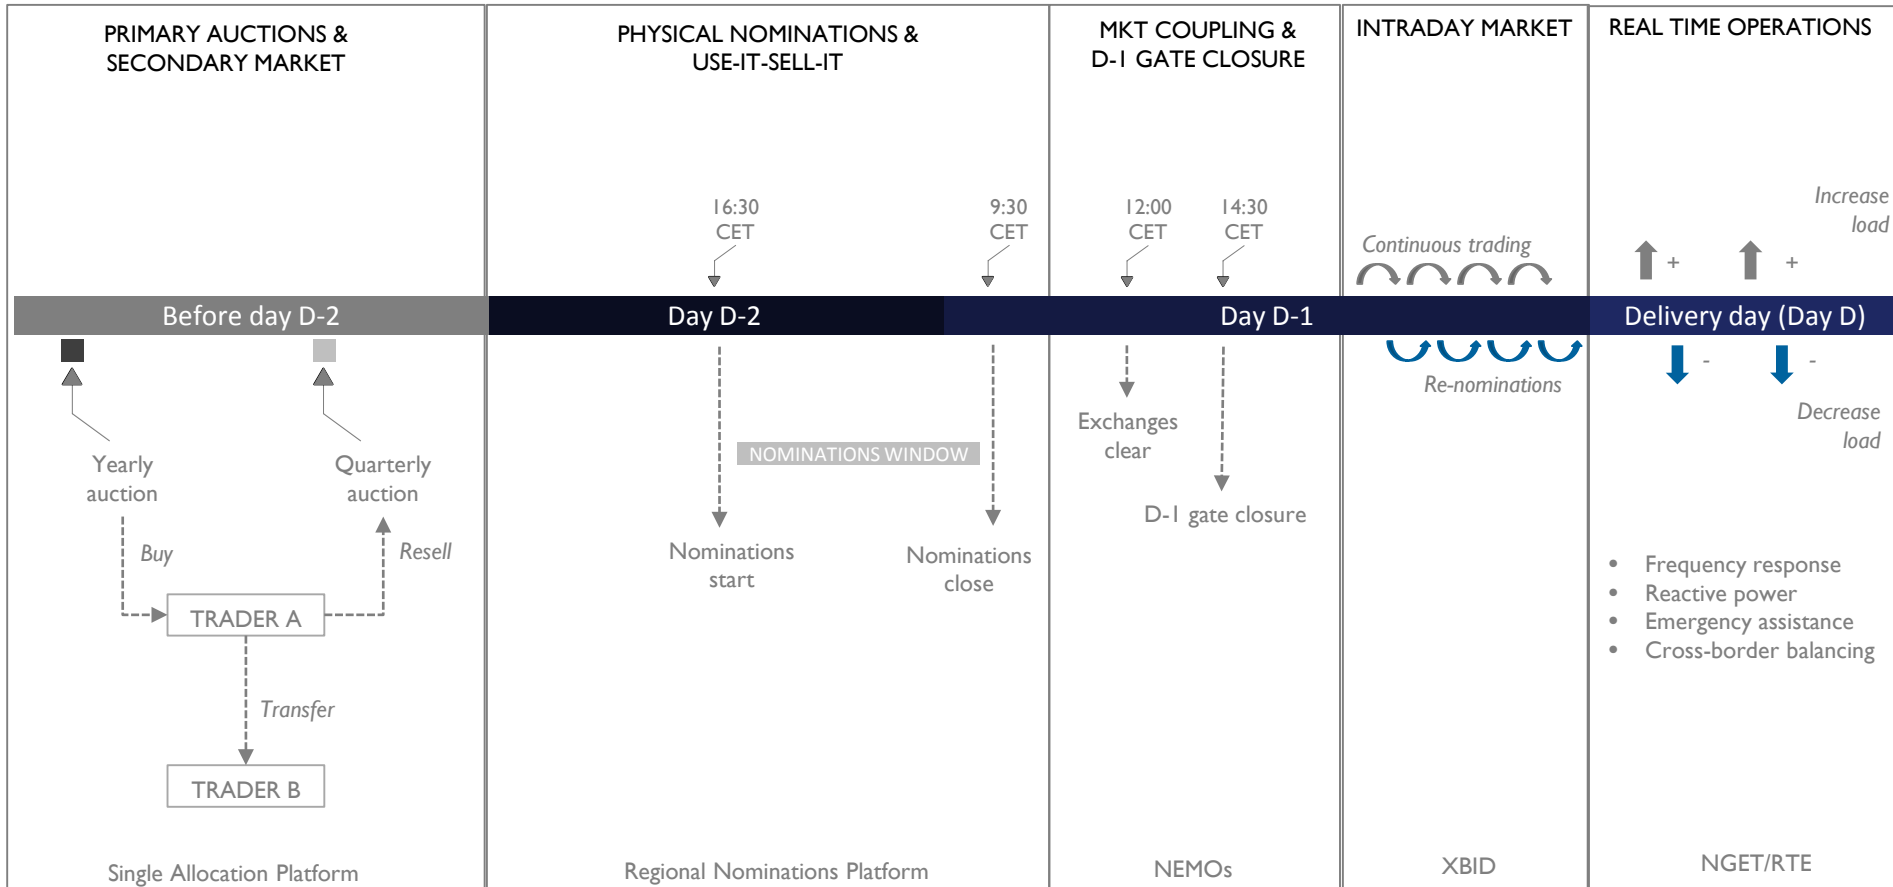 PRIMARY AUCTIONS &
SECONDARY MARKET
PHYSICAL NOMINATIONS &
USE-IT-SELL-IT
MKT COUPLING &
D-1 GATE CLOSURE
INTRADAY MARKET
REAL TIME OPERATIONS
16:30
CET
9:30
CET
12:00
CET
14:30
CET
Continuous trading
Increase
load
+
+
Before day D-2
Day D-2
Day D-1
Delivery day (Day D)
Re-nominations
-
-
Decrease
load
Yearly
auction
Quarterly
auction
Buy
Resell
TRADER A
Transfer
TRADER B
NOMINATIONS WINDOW
Nominations
start
Nominations
close
Exchanges
clear
D-1 gate closure
• Frequency response
• Reactive power
• Emergency assistance
• Cross-border balancing
Single Allocation Platform
Regional Nominations Platform
NEMOs
XBID
NGET/RTE